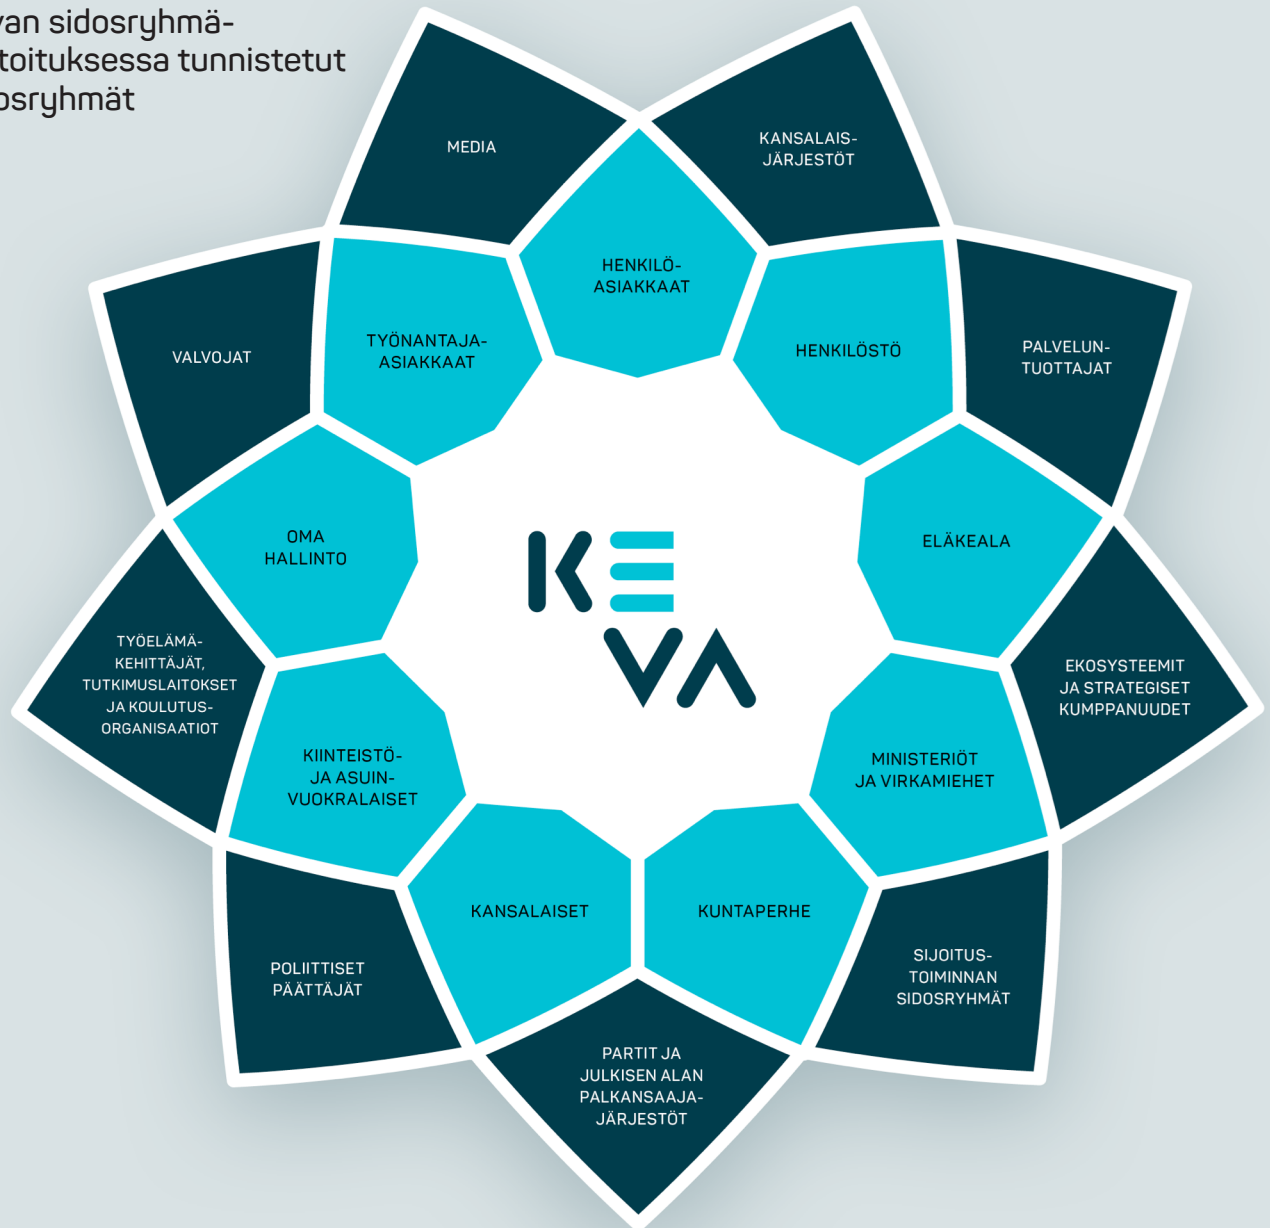 van sidosryhmä-
toituksessa tunnistetut
osryhmät
MEDIA
KANSALAIS-
JÄRJESTÖT
HENKILÖ-
ASIAKKAAT
TYÖNANTAJA-
ASIAKKAAT
HENKILÖSTÖ
VALVOJAT
PALVELUN-
TUOTTAJAT
OMA
HALLINTO
ELÄKEALA
KE
VA
TYÖELÄMÄ-
KEHITTÄJÄT,
TUTKIMUSLAITOKSET
JA KOULUTUS-
ORGANISAATIOT
EKOSYSTEEMIT
JA STRATEGISET
KUMPPANUUDET
KIINTEISTÖ-
JA ASUIN-
VUOKRALAISET
MINISTERIÖT
JA VIRKAMIEHET
KANSALAISET
KUNTAPERHE
POLIITTISET
PÄÄTTÄJÄT
SIJOITUS-
TOIMINNAN
SIDOSRYHMÄT
PARTIT JA
JULKISEN ALAN
PALKANSAAJA-
JÄRJESTÖT